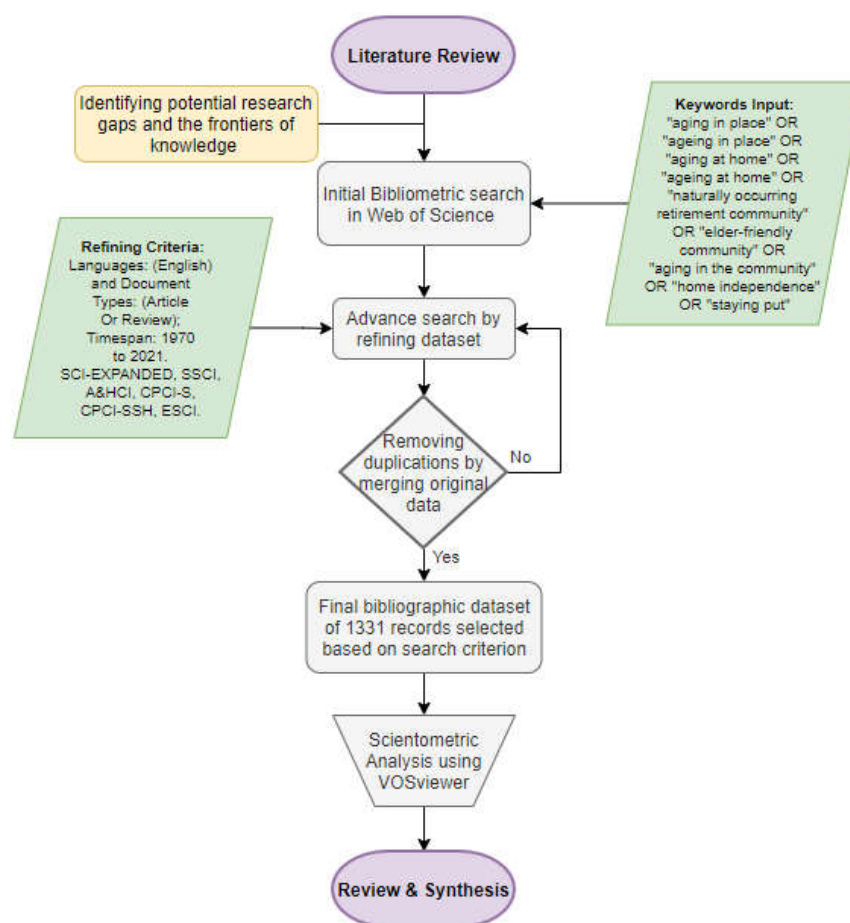 Literature Review
Identifying potential research
gaps and the frontiers of
knowledge
Keywords Input:
"aging in place" OR
"ageing in place" OR
"aging at home" OR
"ageing at home" OR
"naturally occurring
retirement community"
OR "elder-friendly
community" OR
"aging in the community"
OR "home independence"
OR "staying put"
Initial Bibliometric search
in Web of Science
Refining Criteria:
Languages: (English)
and Document
Types: (Article
Or Review);
Timespan: 1970
to 2021.
SCI-EXPANDED, SSCI,
A&HCI, CPCI-S,
CPCI-SSH, ESCI.
Advance search by
refining dataset
Removing
duplications by
merging original
data
No
Yes
Final bibliographic dataset
of 1331 records selected
based on search criterion
Scientometric
Analysis using
VOSviewer
Review & Synthesis